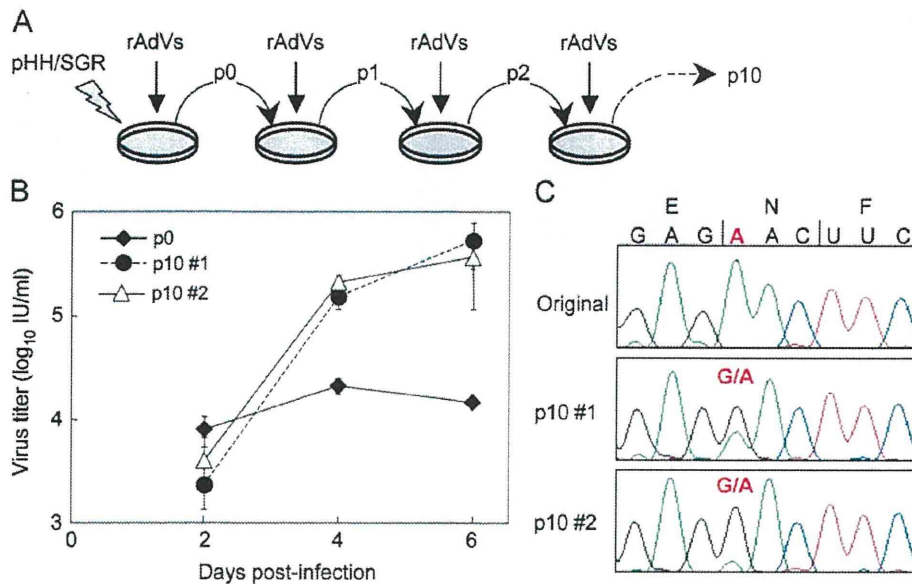 A
rAdVs rAdVs rAdVs rAdVs
pHH/SGR
p0 p1 p2 p10
B
6
5
4
3
Virus titer (log10 IU/ml)
p0
p10 #1
p10 #2
0 2 4 6
Days post-infection
C
E N F
G A G A A C U U C
Original
G/A
p10 #1
G/A
p10 #2